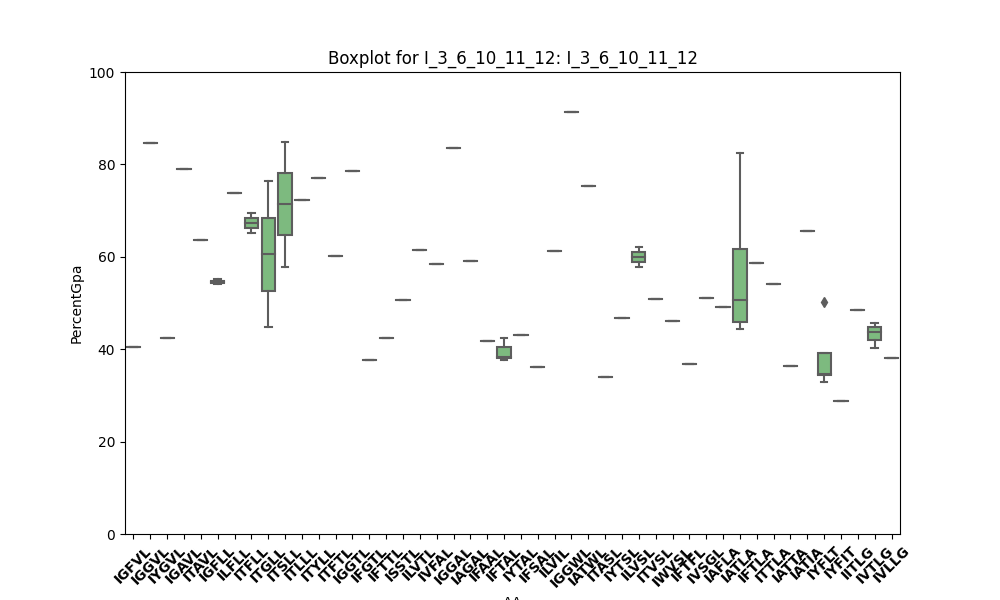 Boxplot for I_3_6_10_11_12: I_3_6_10_11_12
PercentGpa
100
80
60
40
20
0
IGFVL
IGGVL
IYGVL
IGAVL
ITAVL
IGFLL
ILFLL
ITFLL
ITGLL
ITSLL
ITLLL
ITYLL
ITFTL
IGGTL
IFGTL
IFTTL
ISSTL
ILVTL
IVFAL
IGGAL
IAGAL
IFAAL
IFTAL
IYTAL
IFSAL
ILVIL
IGGWL
IATWL
ITASL
IYTSL
ILVSL
ITVSL
IWVSL
IFTFL
IVSGL
IAFLA
IATLA
IFTLA
ITTLA
IATTA
IATIA
IYFLT
IYFIT
IITLG
IVTLG
IVLLG